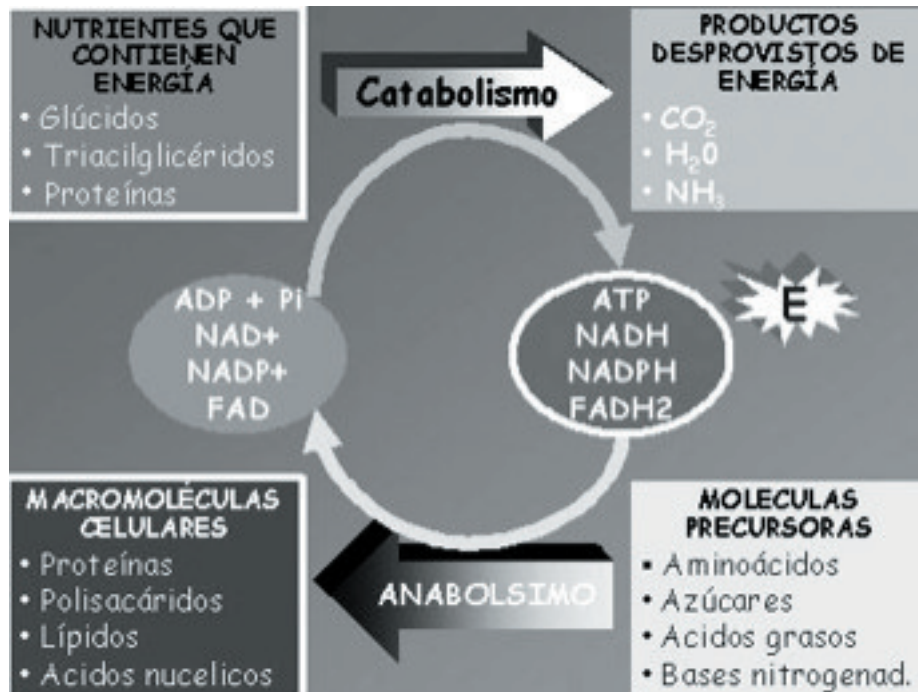 NUTRIENTES QUE
CONTIENEN
ENERGÍA
• Glúcidos
• Triacilglicéridos
• Proteínas
Catabolismo
PRODUCTOS
DESPROVISTOS DE
ENERGÍA
• CO₂
• H₂0
• NH₃
ADP + Pi
NAD+
NADP+
FAD
ATP
NADH
NADPH
FADH2
E
MACROMOLÉCULAS
CELULARES
• Proteínas
• Polisacáridos
• Lípidos
• Acidos nucelicos
ANABOLSIMO
MOLECULAS
PRECURSORAS
▪ Aminoácidos
• Azúcares
• Acidos grasos
• Bases nitrogenad.